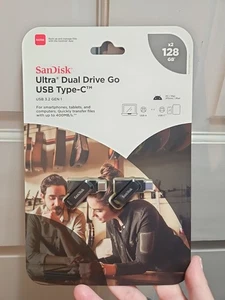 x2
128
GB*
SanDisk
Ultra® Dual Drive Go
USB Type-C™
USB 3.2 GEN 1
For smartphones, tablets, and
computers. Quickly transfer files
with up to 400MB/s